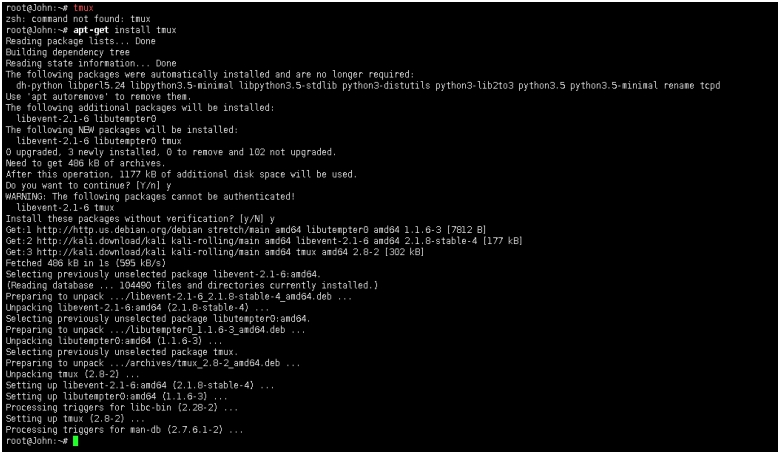 root@John:~# tmux
zsh: command not found: tmux
root@John:~# apt-get install tmux
Reading package lists... Done
Building dependency tree
Reading state information... Done
The following packages were automatically installed and are no longer required:
  dh-python libperl5.24 libpython3.5-minimal libpython3.5-stdlib python3-distutils python3-lib2to3 python3.5 python3.5-minimal rename tcpd
Use 'apt autoremove' to remove them.
The following additional packages will be installed:
  libevent-2.1-6 libutempter0
The following NEW packages will be installed:
  libevent-2.1-6 libutempter0 tmux
0 upgraded, 3 newly installed, 0 to remove and 102 not upgraded.
Need to get 486 kB of archives.
After this operation, 1177 kB of additional disk space will be used.
Do you want to continue? [Y/n] y
WARNING: The following packages cannot be authenticated!
  libevent-2.1-6 tmux
Install these packages without verification? [y/N] y
Get:1 http://http.us.debian.org/debian stretch/main amd64 libutempter0 amd64 1.1.6-3 [7812 B]
Get:2 http://kali.download/kali kali-rolling/main amd64 libevent-2.1-6 amd64 2.1.8-stable-4 [177 kB]
Get:3 http://kali.download/kali kali-rolling/main amd64 tmux amd64 2.8-2 [302 kB]
Fetched 486 kB in 1s (595 kB/s)
Selecting previously unselected package libevent-2.1-6:amd64.
(Reading database ... 104490 files and directories currently installed.)
Preparing to unpack .../libevent-2.1-6_2.1.8-stable-4_amd64.deb ...
Unpacking libevent-2.1-6:amd64 (2.1.8-stable-4) ...
Selecting previously unselected package libutempter0:amd64.
Preparing to unpack .../libutempter0_1.1.6-3_amd64.deb ...
Unpacking libutempter0:amd64 (1.1.6-3) ...
Selecting previously unselected package tmux.
Preparing to unpack .../archives/tmux_2.8-2_amd64.deb ...
Unpacking tmux (2.8-2) ...
Setting up libevent-2.1-6:amd64 (2.1.8-stable-4) ...
Setting up libutempter0:amd64 (1.1.6-3) ...
Processing triggers for libc-bin (2.28-2) ...
Setting up tmux (2.8-2) ...
Processing triggers for man-db (2.7.6.1-2) ...
root@John:~#